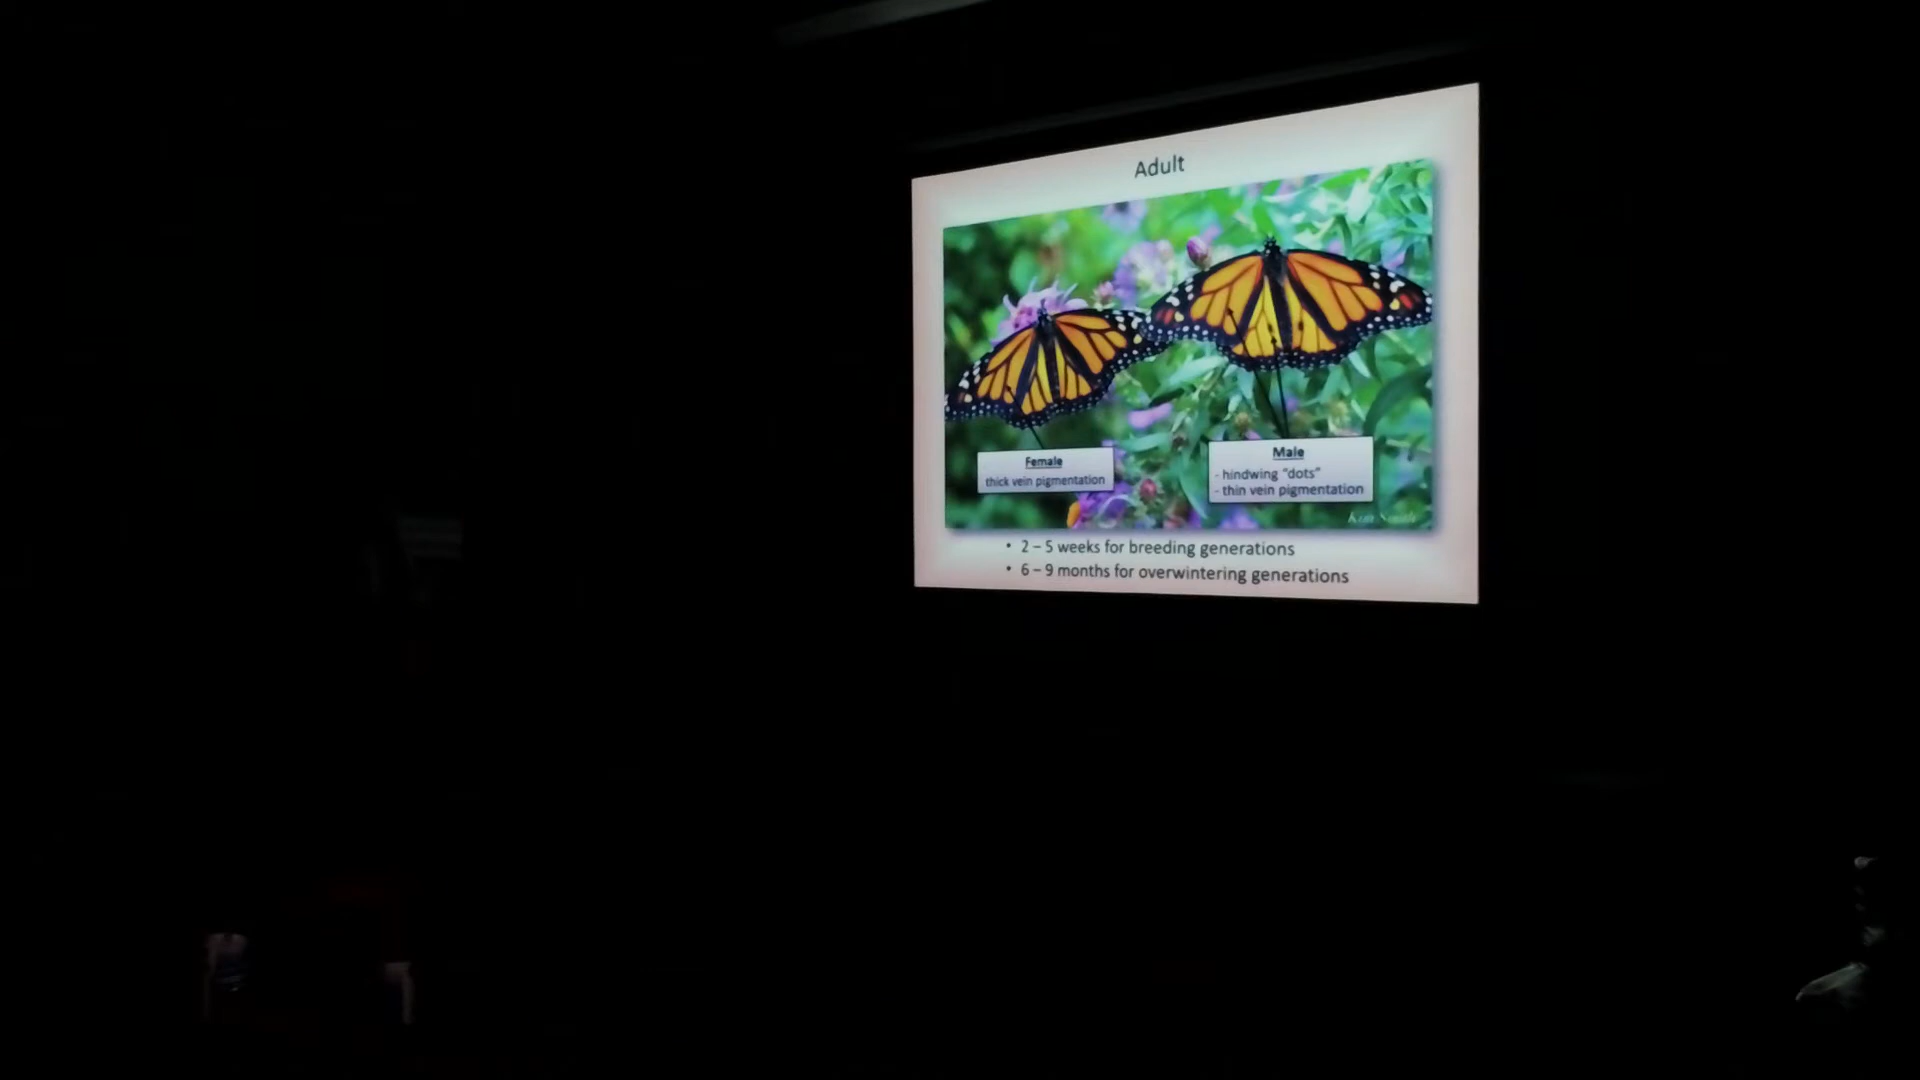 Adult
Female
thick vein pigmentation
Male
- hindwing “dots”
- thin vein pigmentation
• 2 – 5 weeks for breeding generations
• 6 – 9 months for overwintering generations